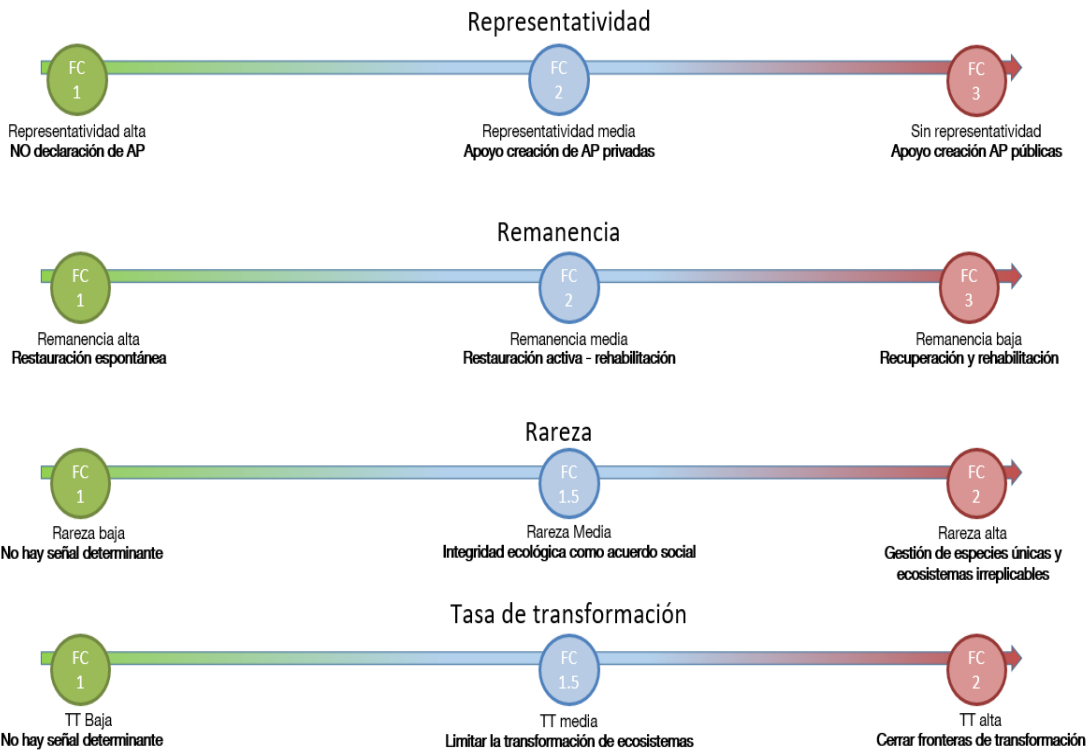 Representatividad
FC
1
FC
2
FC
3
Representatividad alta
NO declaración de AP
Representatividad media
Apoyo creación de AP privadas
Sin representatividad
Apoyo creación AP públicas
Remanencia
FC
1
FC
2
FC
3
Remanencia alta
Restauración espontánea
Remanencia media
Restauración activa - rehabilitación
Remanencia baja
Recuperación y rehabilitación
Rareza
FC
1
FC
1.5
FC
2
Rareza baja
No hay señal determinante
Rareza Media
Integridad ecológica como acuerdo social
Rareza alta
Gestión de especies únicas y
ecosistemas irreplicables
Tasa de transformación
FC
1
FC
1.5
FC
2
TT Baja
No hay señal determinante
TT media
Limitar la transformación de ecosistemas
TT alta
Cerrar fronteras de transformación